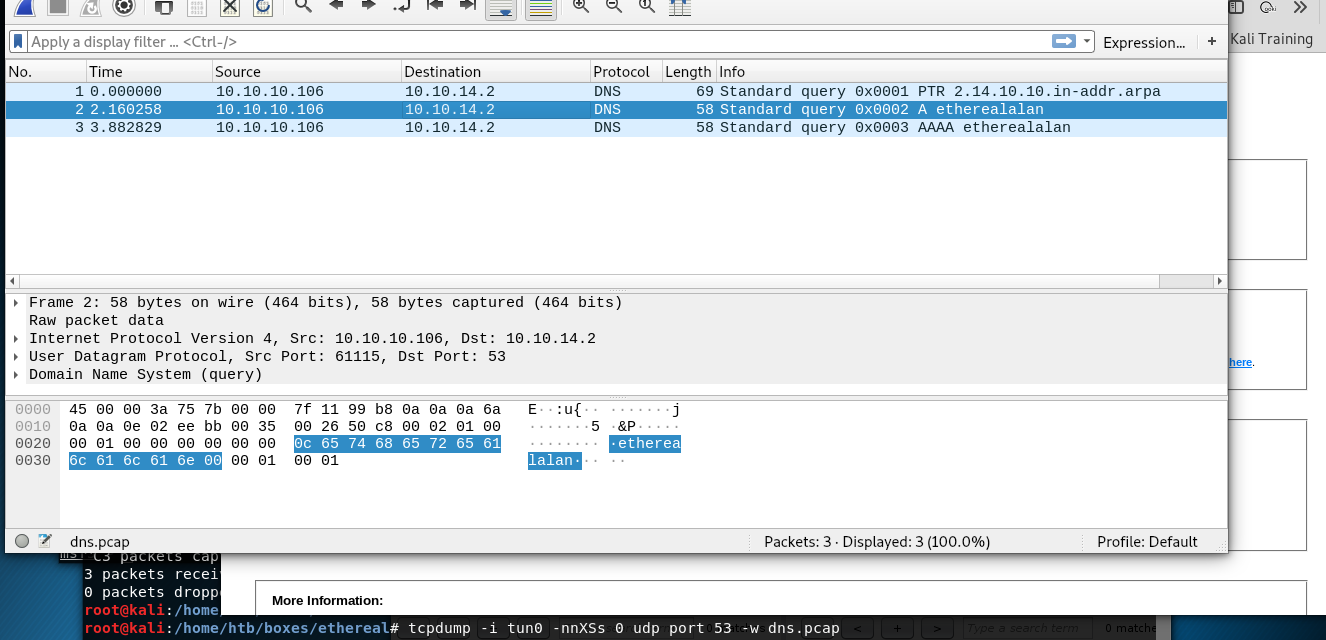 Apply a display filter ... <Ctrl-/>
Expression...
+
Kali Training
No. Time Source Destination Protocol Length Info
1 0.000000 10.10.10.106 10.10.14.2 DNS 69 Standard query 0x0001 PTR 2.14.10.10.in-addr.arpa
2 2.160258 10.10.10.106 10.10.14.2 DNS 58 Standard query 0x0002 A etherealalan
3 3.882829 10.10.10.106 10.10.14.2 DNS 58 Standard query 0x0003 AAAA etherealalan
Frame 2: 58 bytes on wire (464 bits), 58 bytes captured (464 bits)
Raw packet data
Internet Protocol Version 4, Src: 10.10.10.106, Dst: 10.10.14.2
User Datagram Protocol, Src Port: 61115, Dst Port: 53
here.
Domain Name System (query)
0000 45 00 00 3a 75 7b 00 00 7f 11 99 b8 0a 0a 0a 6a E··:u{·· ·······j
0010 0a 0a 0e 02 ee bb 00 35 00 26 50 c8 00 02 01 00 ·······5 ·&P·····
0020 00 01 00 00 00 00 00 00 0c 65 74 68 65 72 65 61 ········ ·etherea
0030 6c 61 6c 61 6e 00 00 01 00 01 lalan··· ··
dns.pcap
Packets: 3 · Displayed: 3 (100.0%)
Profile: Default
3 packets cap
3 packets recei
0 packets droppe
root@kali:/home
More Information:
root@kali:/home/htb/boxes/ethereal# tcpdump -i tun0 -nnXSs 0 udp port 53 -w dns.pcap
< + > Type a search term 0 matche